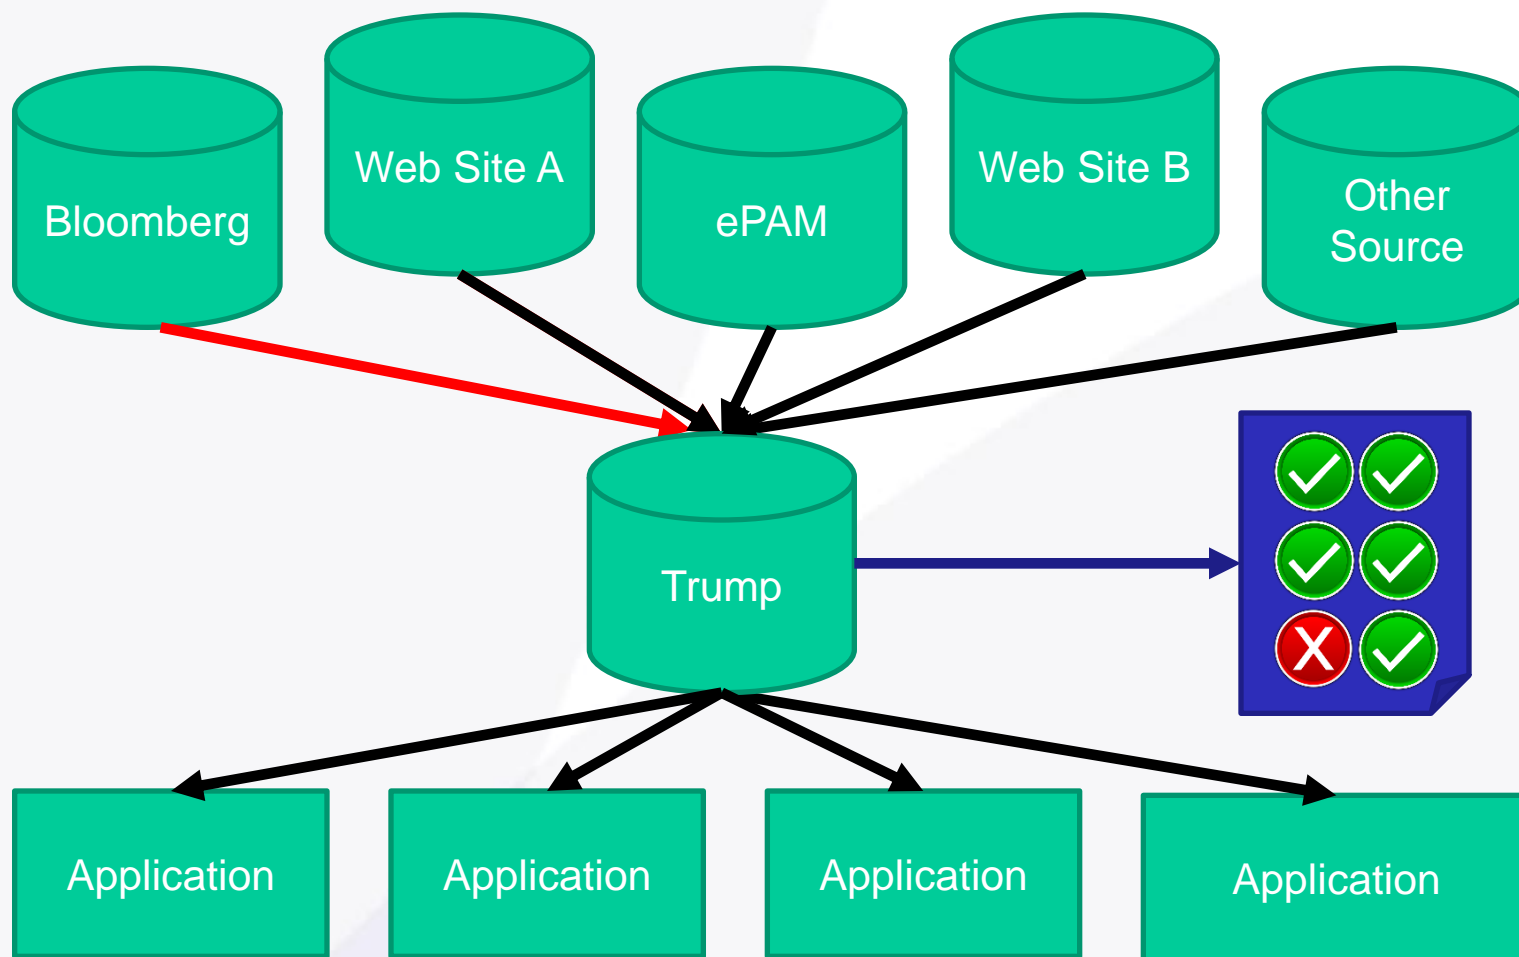 Bloomberg
Web Site A
ePAM
Web Site B
Other
Source
Trump
X
Application
Application
Application
Application